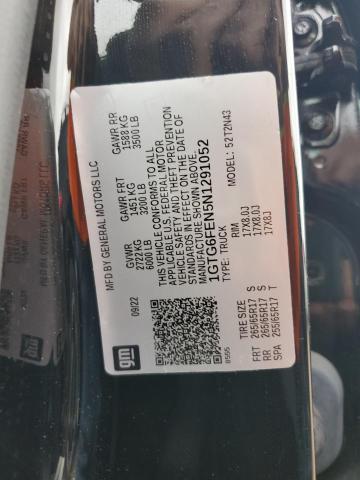 MFD BY GENERAL MOTORS LLC
09/22
GVWR
2722 KG
6000 LB
GAWR FRT
1451 KG
3200 LB
GAWR RR
1588 KG
3500 LB
THIS VEHICLE CONFORMS TO ALL
APPLICABLE U.S. FEDERAL MOTOR
VEHICLE SAFETY AND THEFT PREVENTION
STANDARDS IN EFFECT ON THE DATE OF
MANUFACTURE SHOWN ABOVE.
1GTG6FEN5N1291052
TYPE: TRUCK
MODEL: 52T2N43
gm
TIRE SIZE RIM
FRT 265/65R17 S 17X8.0J
RR 265/65R17 S 17X8.0J
SPA 265/65R17 T 17X8J